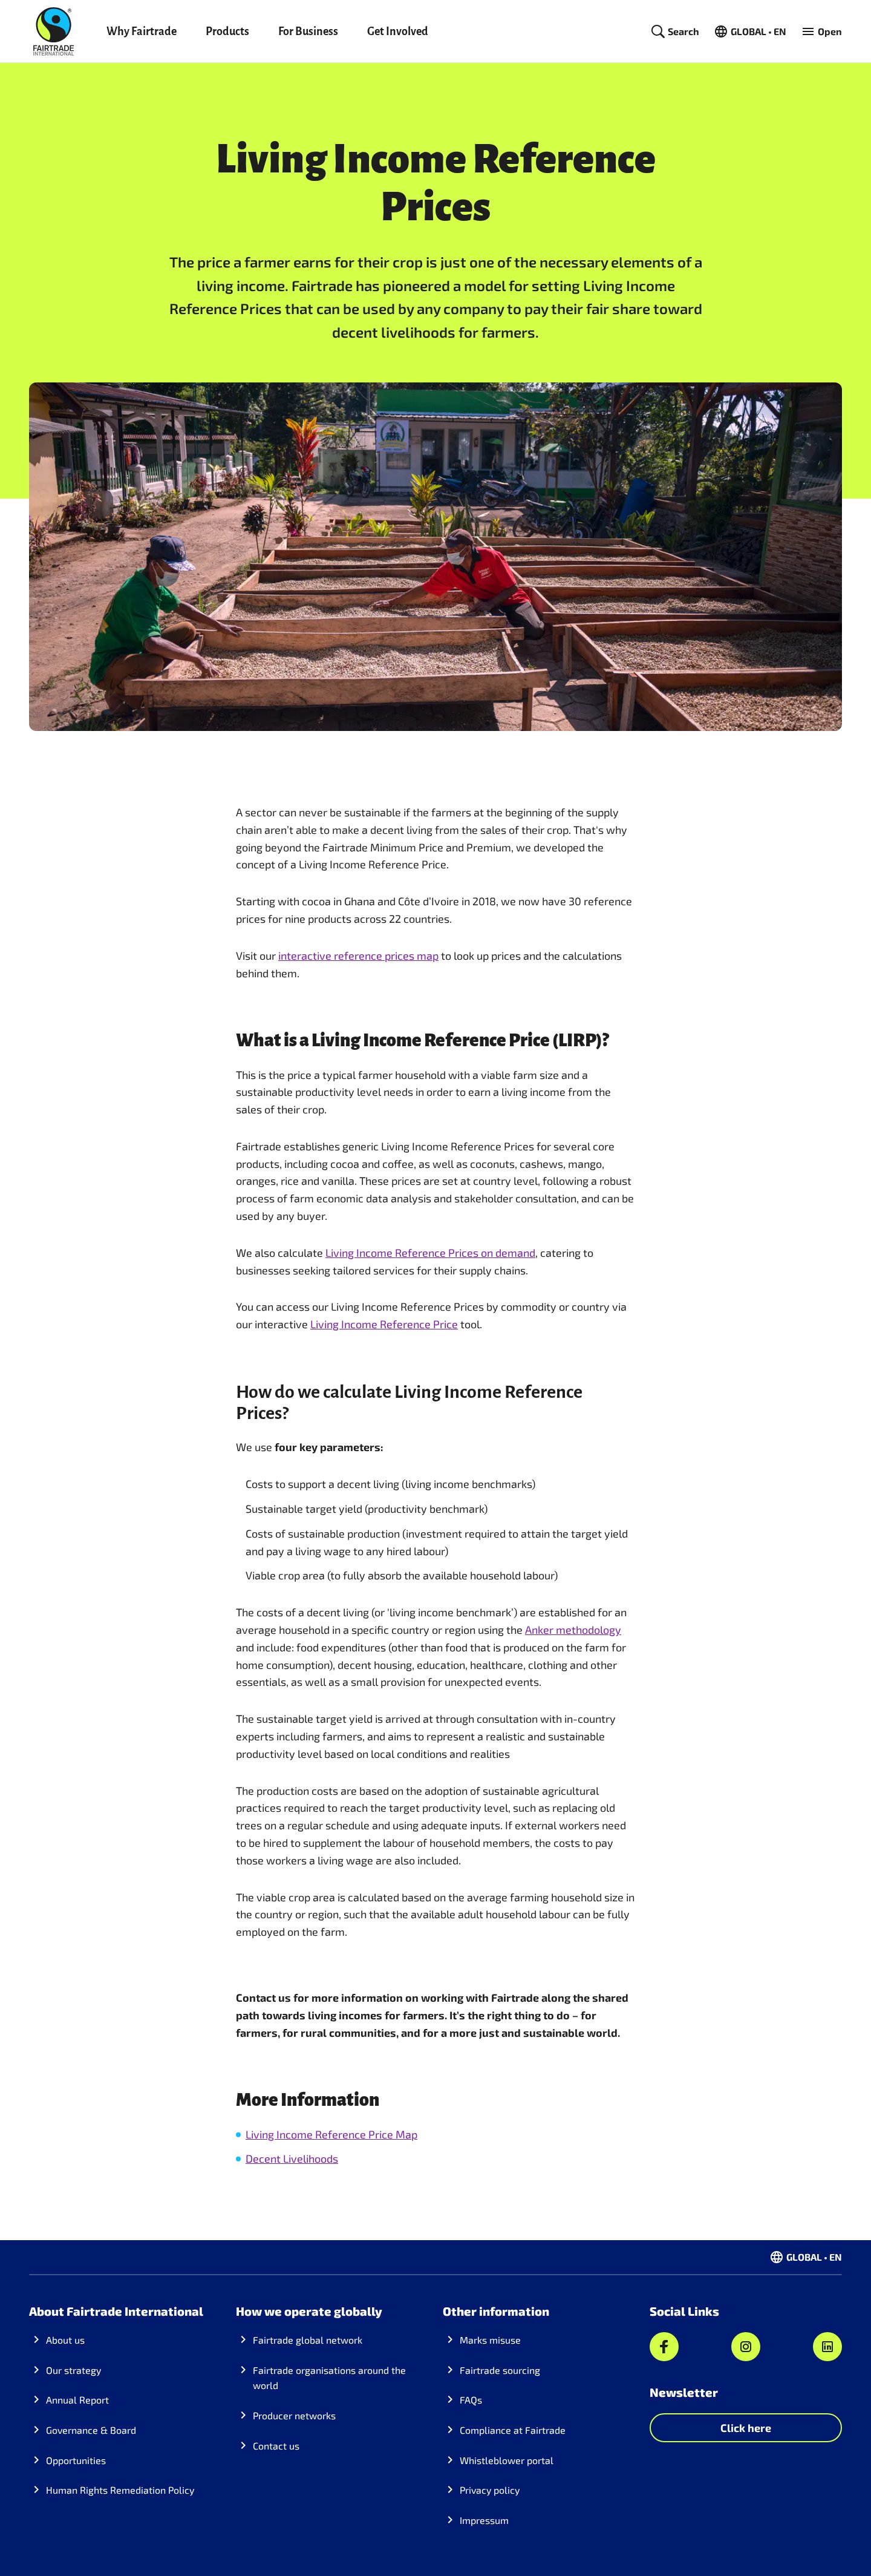 FAIRTRADE
INTERNATIONAL
Why Fairtrade
Products
For Business
Get Involved
Search
GLOBAL • EN
Open
Living Income Reference
Prices
The price a farmer earns for their crop is just one of the necessary elements of a
living income. Fairtrade has pioneered a model for setting Living Income
Reference Prices that can be used by any company to pay their fair share toward
decent livelihoods for farmers.
A sector can never be sustainable if the farmers at the beginning of the supply
chain aren’t able to make a decent living from the sales of their crop. That's why
going beyond the Fairtrade Minimum Price and Premium, we developed the
concept of a Living Income Reference Price.
Starting with cocoa in Ghana and Côte d’Ivoire in 2018, we now have 30 reference
prices for nine products across 22 countries.
Visit our interactive reference prices map to look up prices and the calculations
behind them.
What is a Living Income Reference Price (LIRP)?
This is the price a typical farmer household with a viable farm size and a
sustainable productivity level needs in order to earn a living income from the
sales of their crop.
Fairtrade establishes generic Living Income Reference Prices for several core
products, including cocoa and coffee, as well as coconuts, cashews, mango,
oranges, rice and vanilla. These prices are set at country level, following a robust
process of farm economic data analysis and stakeholder consultation, and can be
used by any buyer.
We also calculate Living Income Reference Prices on demand, catering to
businesses seeking tailored services for their supply chains.
You can access our Living Income Reference Prices by commodity or country via
our interactive Living Income Reference Price tool.
How do we calculate Living Income Reference
Prices?
We use four key parameters:
Costs to support a decent living (living income benchmarks)
Sustainable target yield (productivity benchmark)
Costs of sustainable production (investment required to attain the target yield
and pay a living wage to any hired labour)
Viable crop area (to fully absorb the available household labour)
The costs of a decent living (or ‘living income benchmark’) are established for an
average household in a specific country or region using the Anker methodology
and include: food expenditures (other than food that is produced on the farm for
home consumption), decent housing, education, healthcare, clothing and other
essentials, as well as a small provision for unexpected events.
The sustainable target yield is arrived at through consultation with in-country
experts including farmers, and aims to represent a realistic and sustainable
productivity level based on local conditions and realities
The production costs are based on the adoption of sustainable agricultural
practices required to reach the target productivity level, such as replacing old
trees on a regular schedule and using adequate inputs. If external workers need
to be hired to supplement the labour of household members, the costs to pay
those workers a living wage are also included.
The viable crop area is calculated based on the average farming household size in
the country or region, such that the available adult household labour can be fully
employed on the farm.
Contact us for more information on working with Fairtrade along the shared
path towards living incomes for farmers. It’s the right thing to do – for
farmers, for rural communities, and for a more just and sustainable world.
More Information
Living Income Reference Price Map
Decent Livelihoods
GLOBAL • EN
About Fairtrade International
About us
Our strategy
Annual Report
Governance & Board
Opportunities
Human Rights Remediation Policy
How we operate globally
Fairtrade global network
Fairtrade organisations around the
world
Producer networks
Contact us
Other information
Marks misuse
Fairtrade sourcing
FAQs
Compliance at Fairtrade
Whistleblower portal
Privacy policy
Impressum
Social Links
Newsletter
Click here